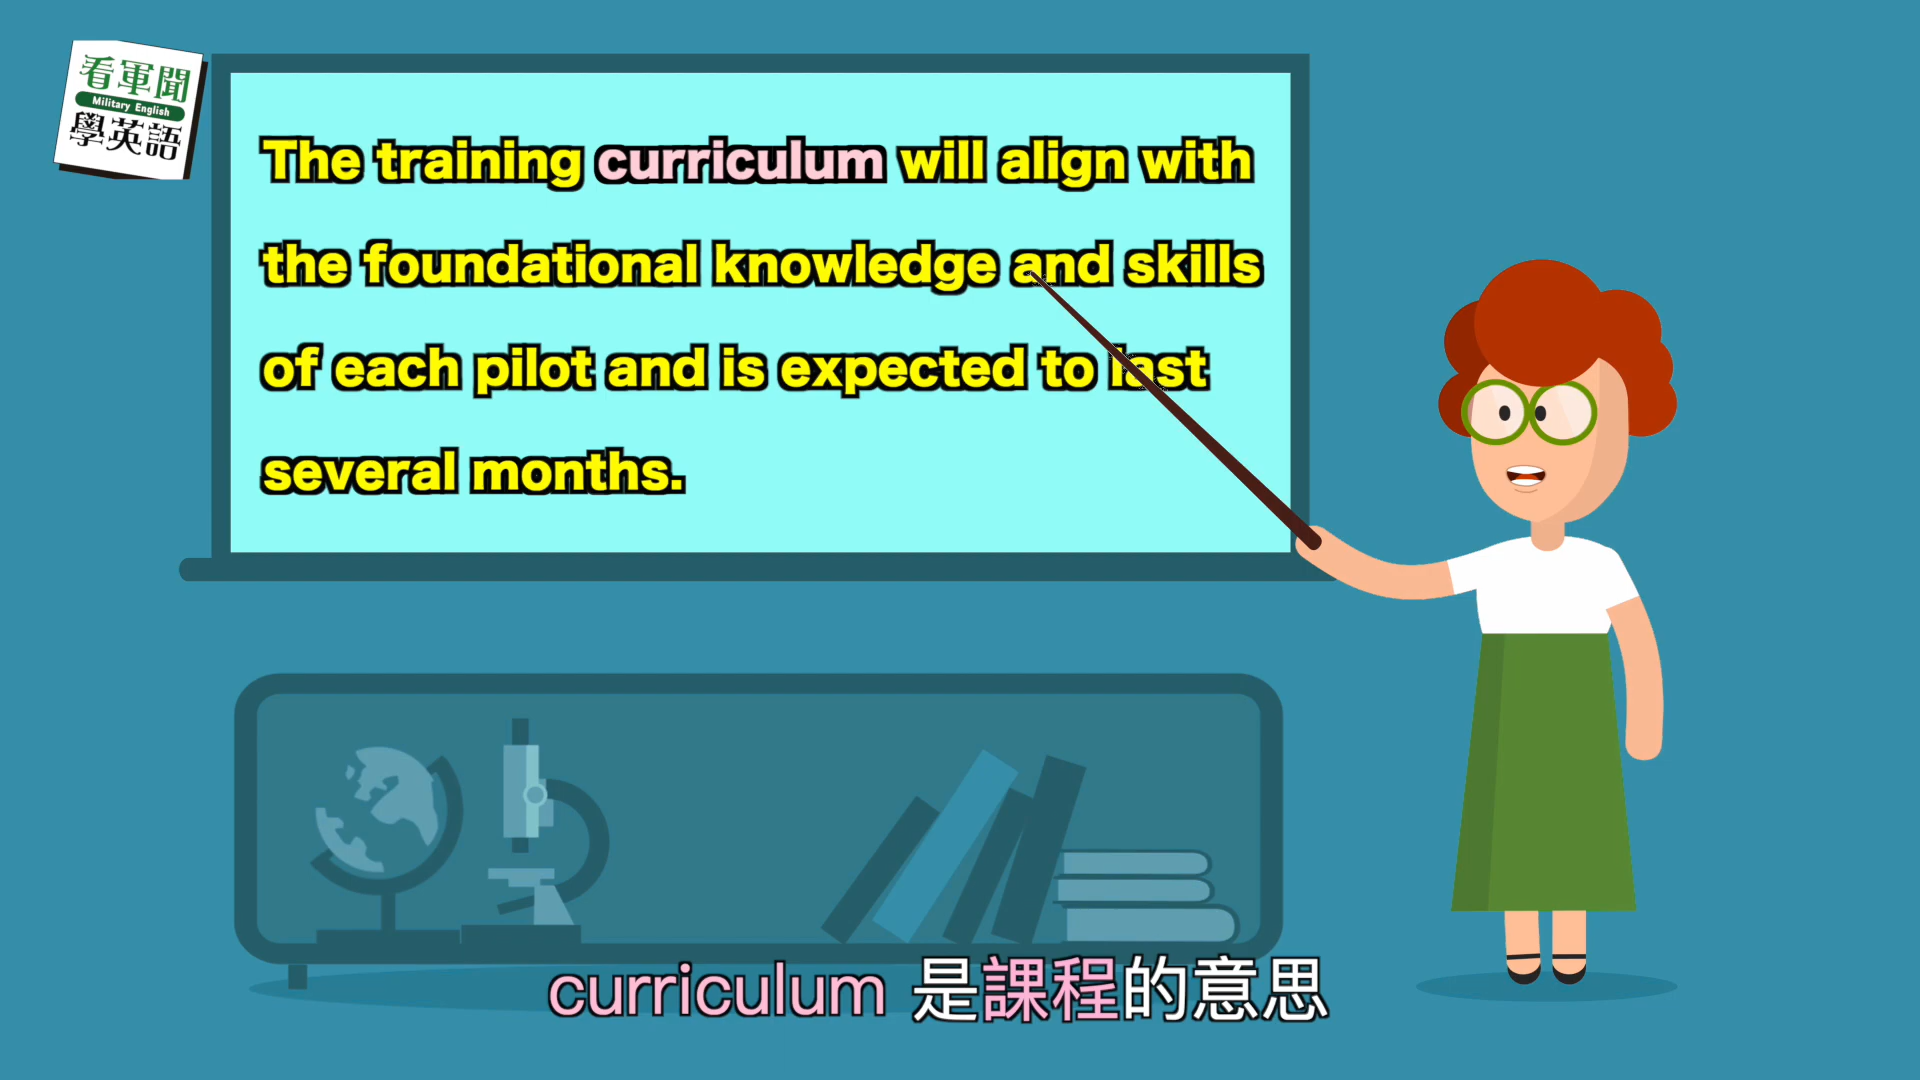 看軍聞
Military English
學英語
The training curriculum will align with
the foundational knowledge and skills
of each pilot and is expected to last
several months.
curriculum 是課程的意思